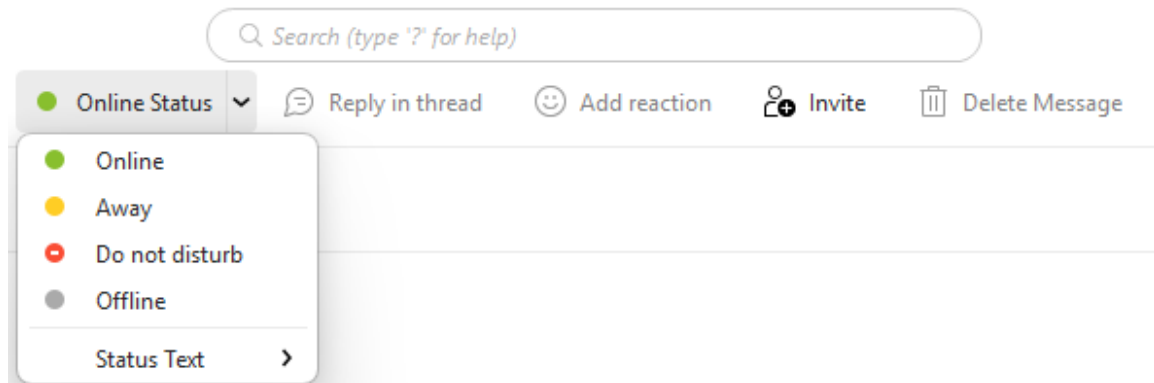 Search (type '?' for help)
Online Status Reply in thread Add reaction Invite Delete Message
Online
Away
Do not disturb
Offline
Status Text